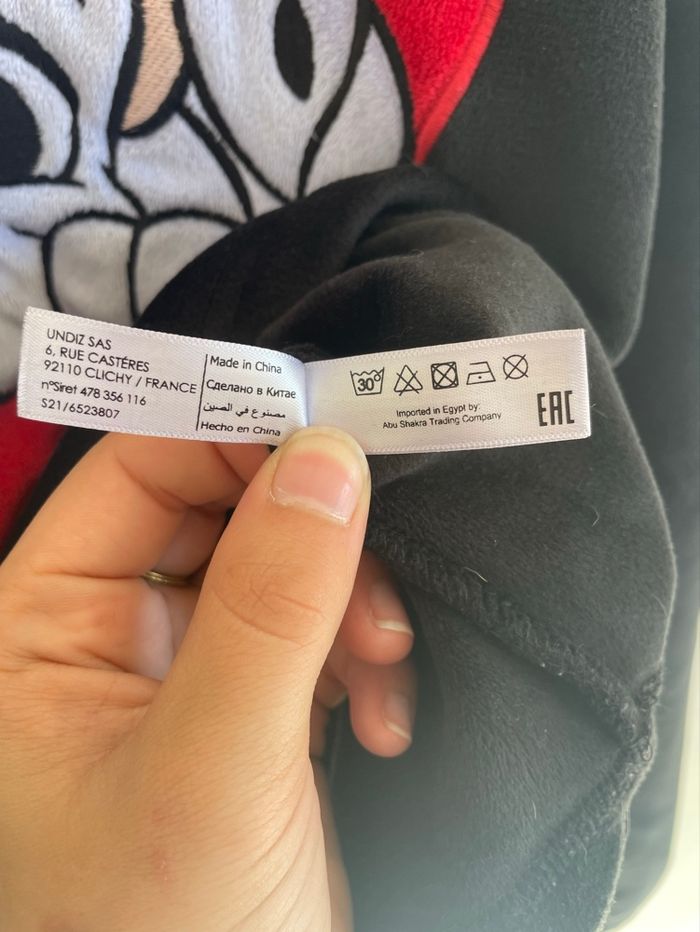 UNDIZ SAS
6, RUE CASTÉRES
92110 CLICHY / FRANCE
n°Siret 478 356 116
S21/6523807
Made in China
Сделано в Китае
مصنوع في الصين
Hecho en China
30°
Imported in Egypt by:
Abu Shakra Trading Company
EAC